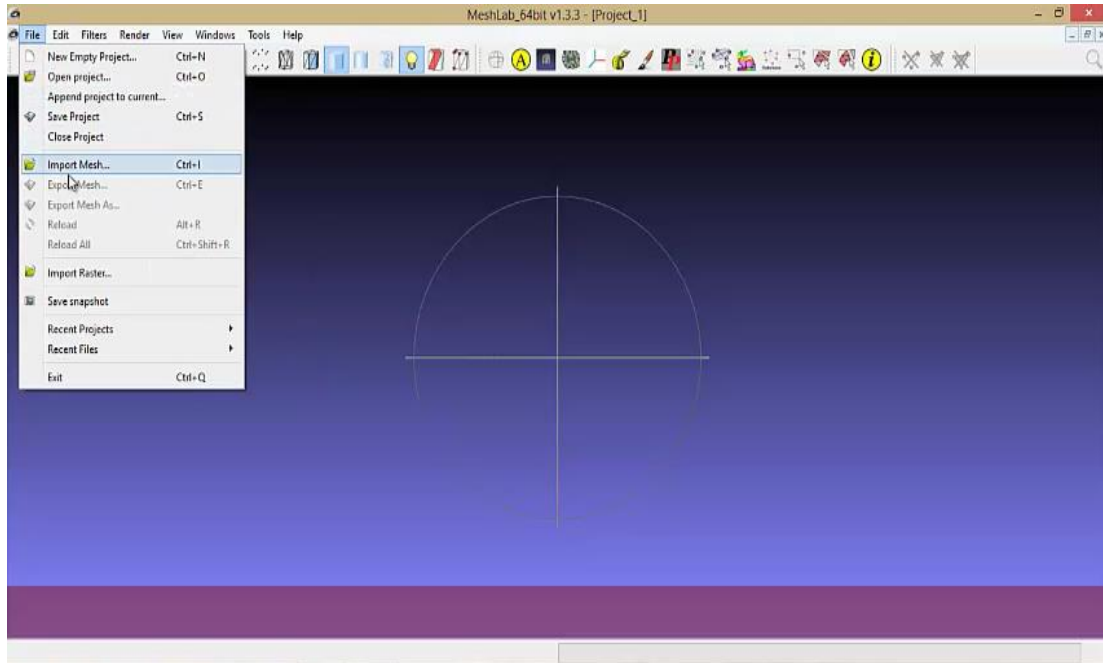 MeshLab_64bit v1.3.3 - [Project_1]
File Edit Filters Render View Windows Tools Help
New Empty Project... Ctrl+N
Open project... Ctrl+O
Append project to current...
Save Project Ctrl+S
Close Project
Import Mesh... Ctrl+I
Export Mesh... Ctrl+E
Export Mesh As...
Reload Alt+R
Reload All Ctrl+Shift+R
Import Raster...
Save snapshot
Recent Projects
Recent Files
Exit Ctrl+Q